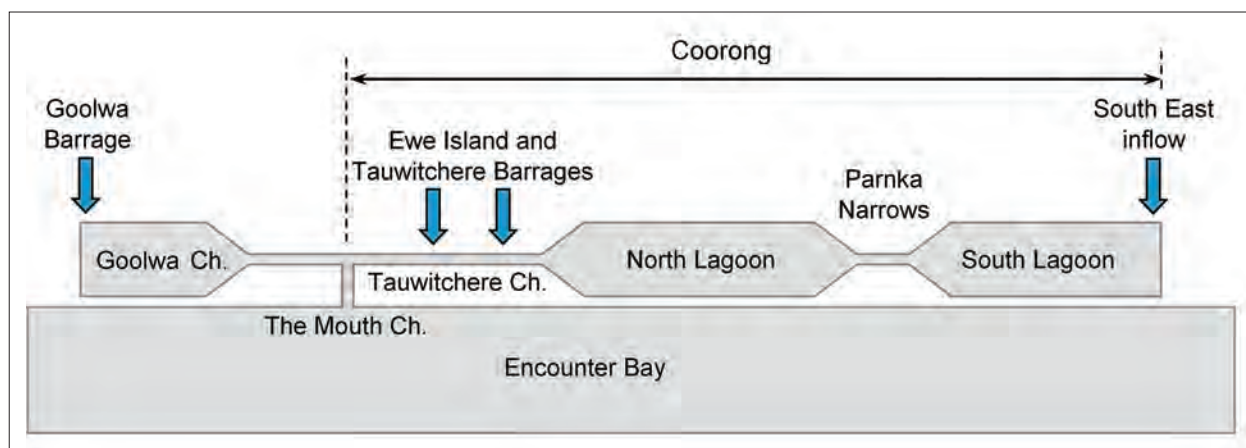 Coorong
Goolwa
Barrage
Ewe Island and
Tauwitchere Barrages
Parnka
Narrows
South East
inflow
Goolwa Ch.
Tauwitchere Ch.
North Lagoon
South Lagoon
The Mouth Ch.
Encounter Bay